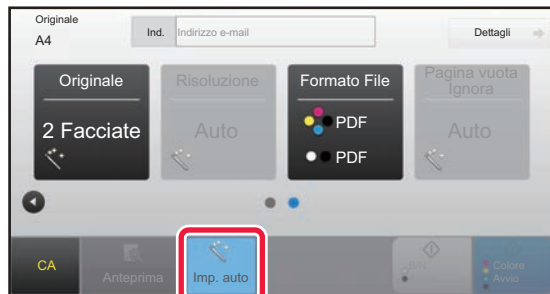 Originale
A4
Ind.
Indirizzo e-mail
Dettagli
Originale
2 Facciate
Risoluzione
Auto
Formato File
PDF
PDF
Pagina vuota
Ignora
Auto
CA
Anteprima
Imp. auto
B/N
Colore
Avvio